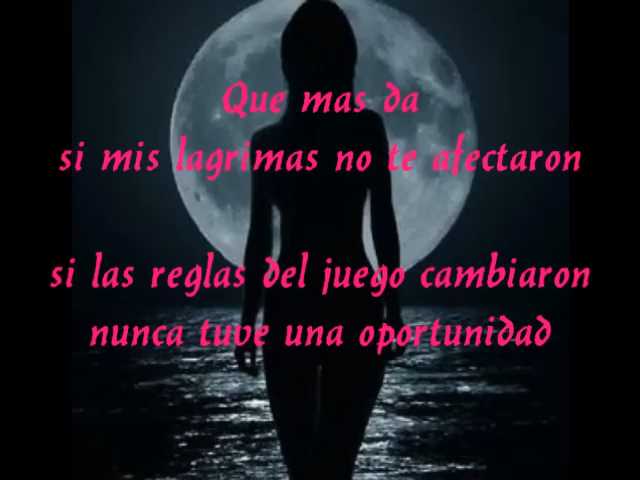 Que mas da
si mis lagrimas no te afectaron
si las reglas del juego cambiaron
nunca tuve una oportunidad